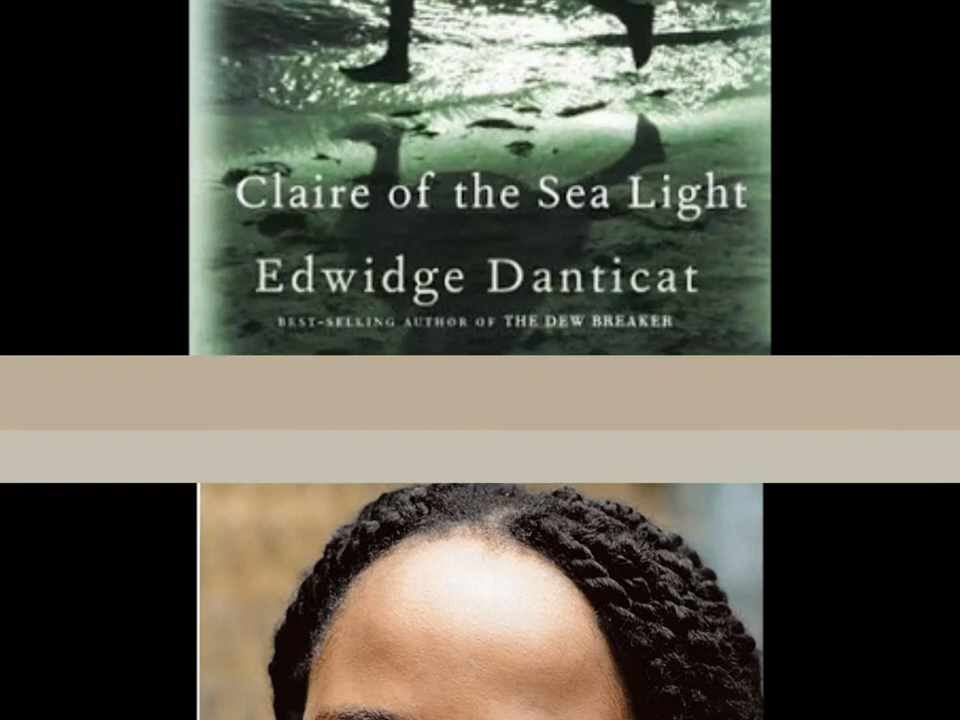 Claire of the Sea Light
Edwidge Danticat
BEST-SELLING AUTHOR OF THE DEW BREAKER